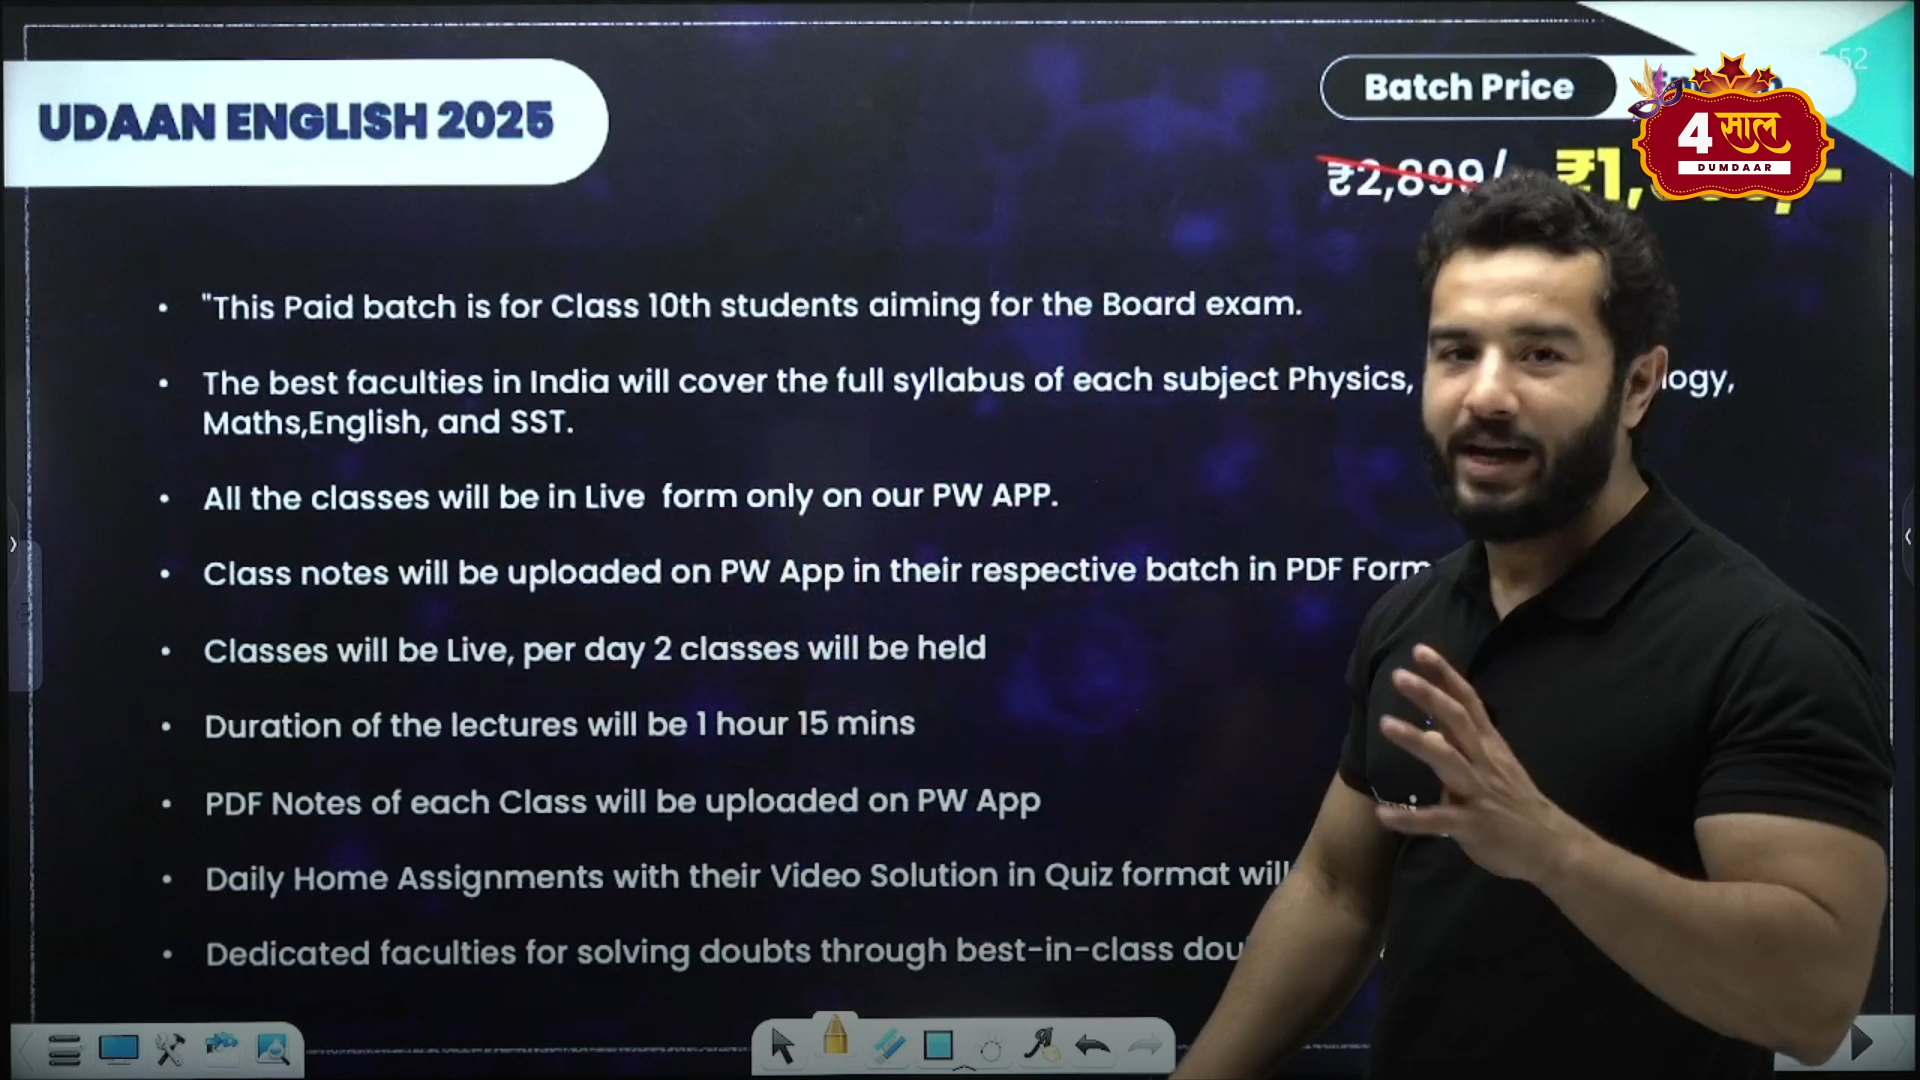 UDAAN ENGLISH 2025
Batch Price
52
4 साल
DUMDAAR
₹2,899/
₹1,
• "This Paid batch is for Class 10th students aiming for the Board exam.
• The best faculties in India will cover the full syllabus of each subject Physics,
Maths,English, and SST.
• All the classes will be in Live form only on our PW APP.
• Class notes will be uploaded on PW App in their respective batch in PDF Form
• Classes will be Live, per day 2 classes will be held
• Duration of the lectures will be 1 hour 15 mins
• PDF Notes of each Class will be uploaded on PW App
• Daily Home Assignments with their Video Solution in Quiz format will
• Dedicated faculties for solving doubts through best-in-class